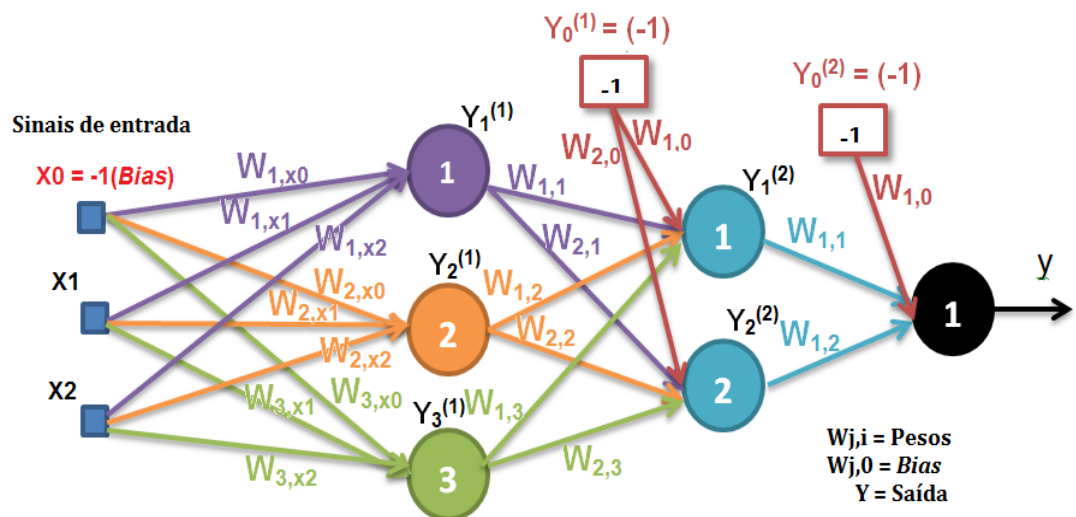 Y0(1) = (-1)
-1
Y0(2) = (-1)
-1
Sinais de entrada
X0 = -1(Bias)
X1
X2
W1,x0
W1,x1
W1,x2
W2,x0
W2,x1
W2,x2
W3,x1
W3,x0
W3,x2
Y1(1)
1
Y2(1)
2
Y3(1)
3
W2,0
W1,0
W1,1
W2,1
W1,2
W2,2
W1,3
W2,3
Y1(2)
1
Y2(2)
2
W1,0
W1,1
W1,2
1
y
Wj,i = Pesos
Wj,0 = Bias
Y = Saída